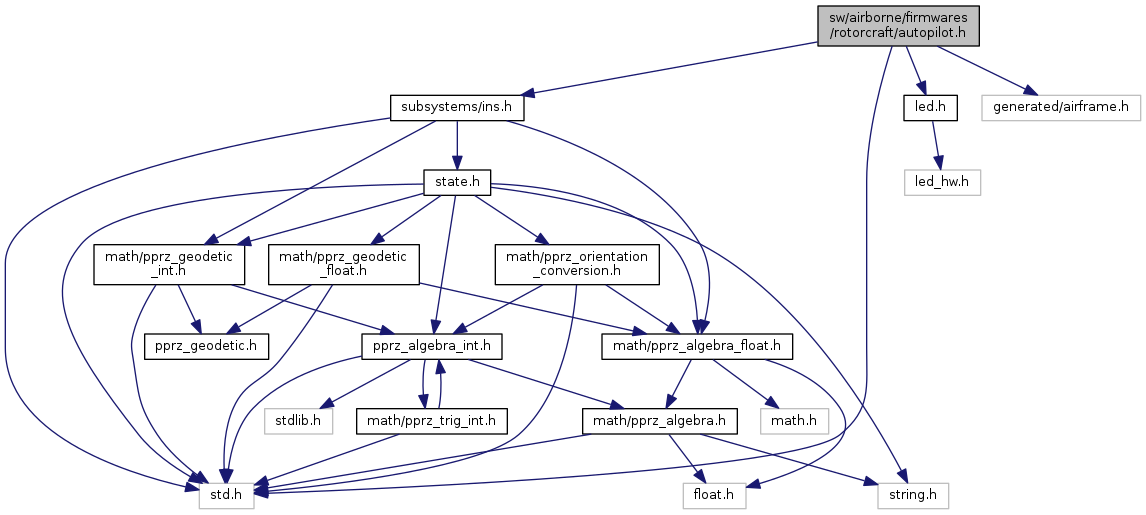 sw/airborne/firmwares
/rotorcraft/autopilot.h
subsystems/ins.h
led.h
generated/airframe.h
state.h
led_hw.h
math/pprz_geodetic
_int.h
math/pprz_geodetic
_float.h
math/pprz_orientation
_conversion.h
pprz_geodetic.h
pprz_algebra_int.h
math/pprz_algebra_float.h
stdlib.h
math/pprz_trig_int.h
math/pprz_algebra.h
math.h
std.h
float.h
string.h